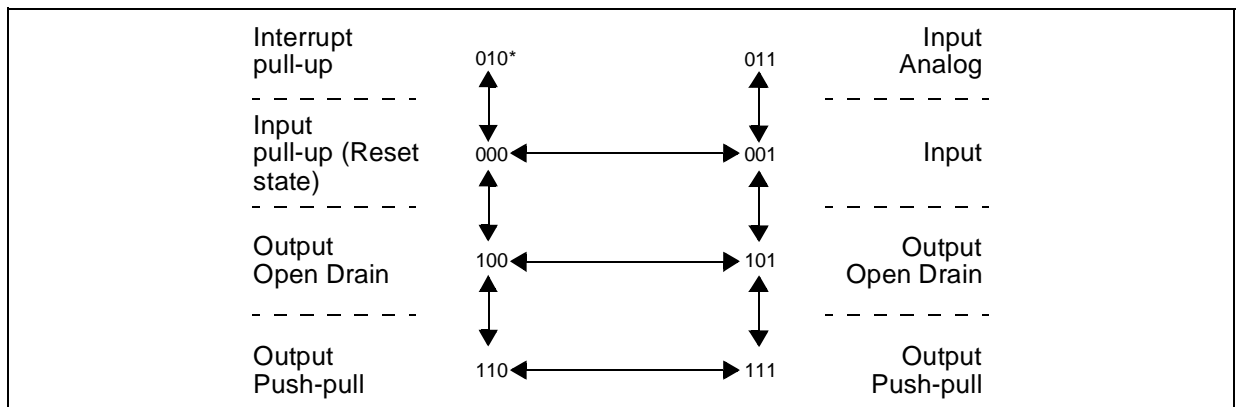 Interrupt
pull-up
010*
011
Input
Analog
Input
pull-up (Reset
state)
000
001
Input
Output
Open Drain
100
101
Output
Open Drain
Output
Push-pull
110
111
Output
Push-pull